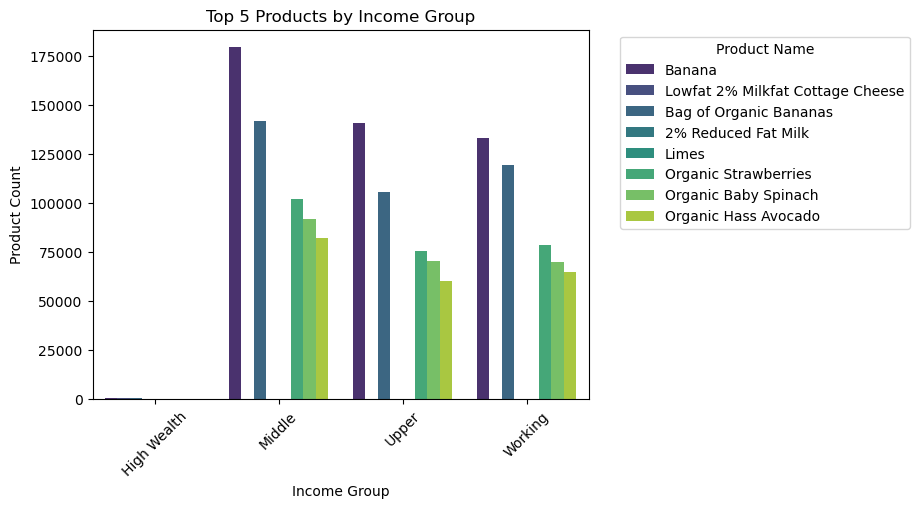 Top 5 Products by Income Group
Product Count
175000
150000
125000
100000
75000
50000
25000
0
High Wealth
Middle
Upper
Working
Income Group
Product Name
Banana
Lowfat 2% Milkfat Cottage Cheese
Bag of Organic Bananas
2% Reduced Fat Milk
Limes
Organic Strawberries
Organic Baby Spinach
Organic Hass Avocado